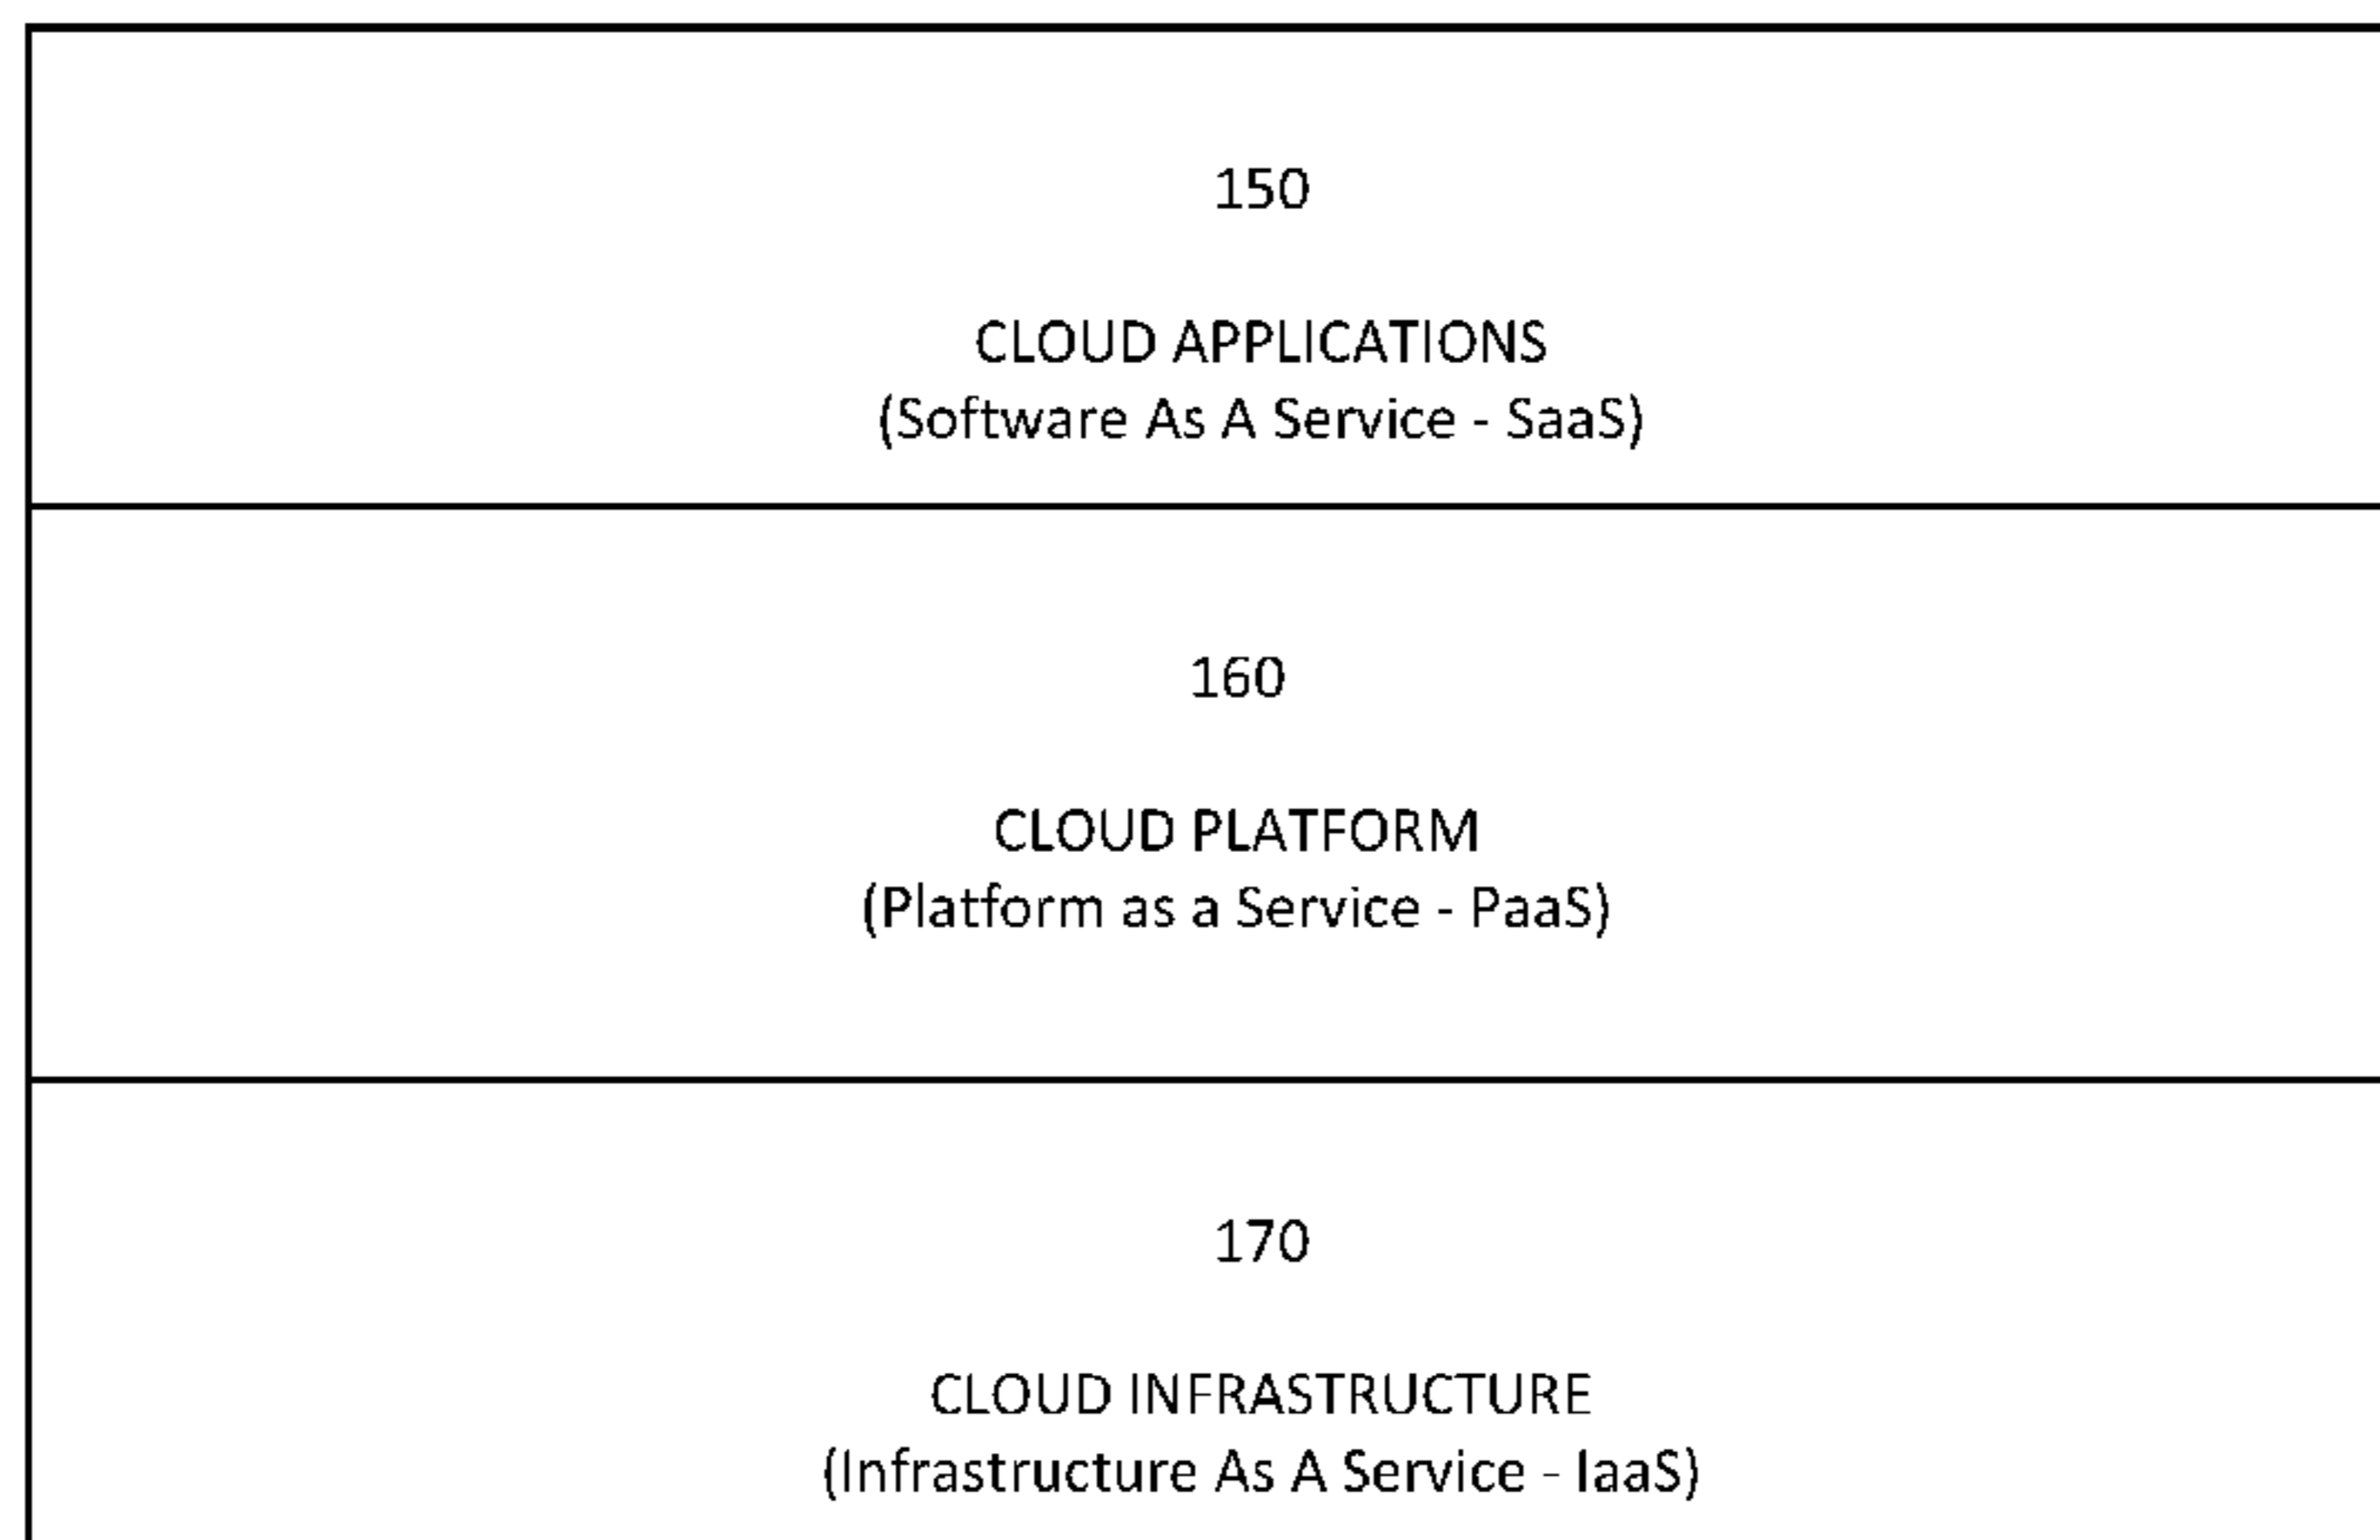 150
CLOUD APPLICATIONS
(Software As A Service - SaaS)
160
CLOUD PLATFORM
(Platform as a Service - PaaS)
170
CLOUD INFRASTRUCTURE
(Infrastructure As A Service - IaaS)